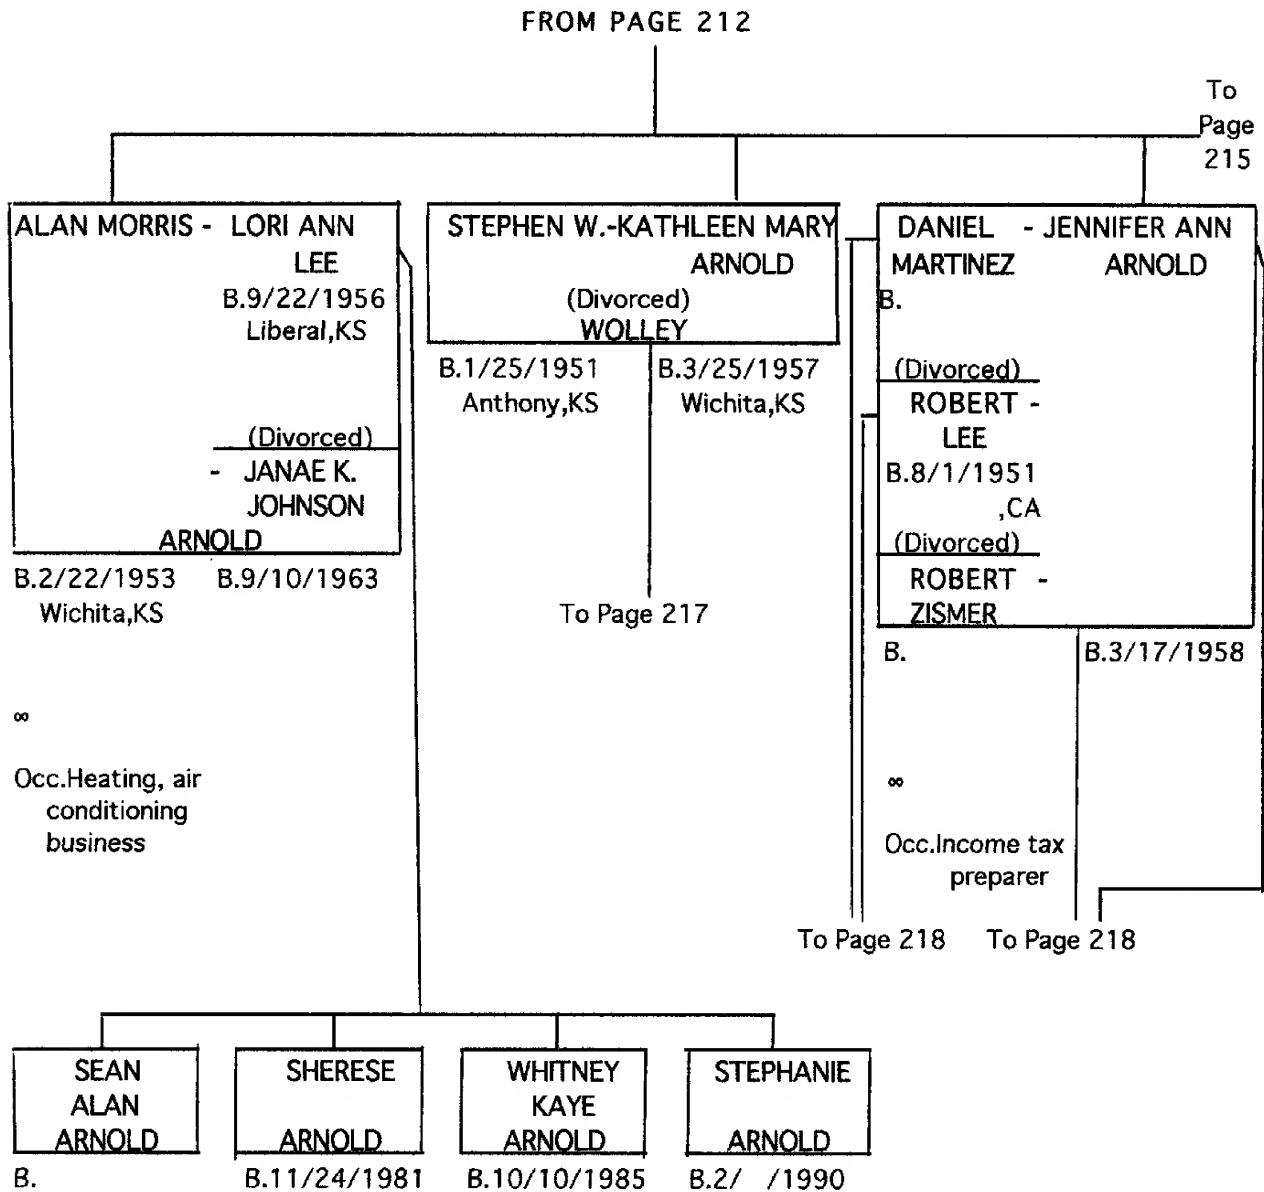 FROM PAGE 212
To
Page
215
ALAN MORRIS - LORI ANN
LEE
B.9/22/1956
Liberal,KS
(Divorced)
- JANAE K.
JOHNSON
ARNOLD
B.2/22/1953 B.9/10/1963
Wichita,KS
∞
Occ.Heating, air
conditioning
business
STEPHEN W.-KATHLEEN MARY
ARNOLD
(Divorced)
WOLLEY
B.1/25/1951 B.3/25/1957
Anthony,KS Wichita,KS
To Page 217
DANIEL - JENNIFER ANN
MARTINEZ ARNOLD
B.
(Divorced)
ROBERT -
LEE
B.8/1/1951
,CA
(Divorced)
ROBERT -
ZISMER
B. B.3/17/1958
∞
Occ.Income tax
preparer
To Page 218 To Page 218
SEAN
ALAN
ARNOLD
B.
SHERESE
ARNOLD
B.11/24/1981
WHITNEY
KAYE
ARNOLD
B.10/10/1985
STEPHANIE
ARNOLD
B.2/ /1990